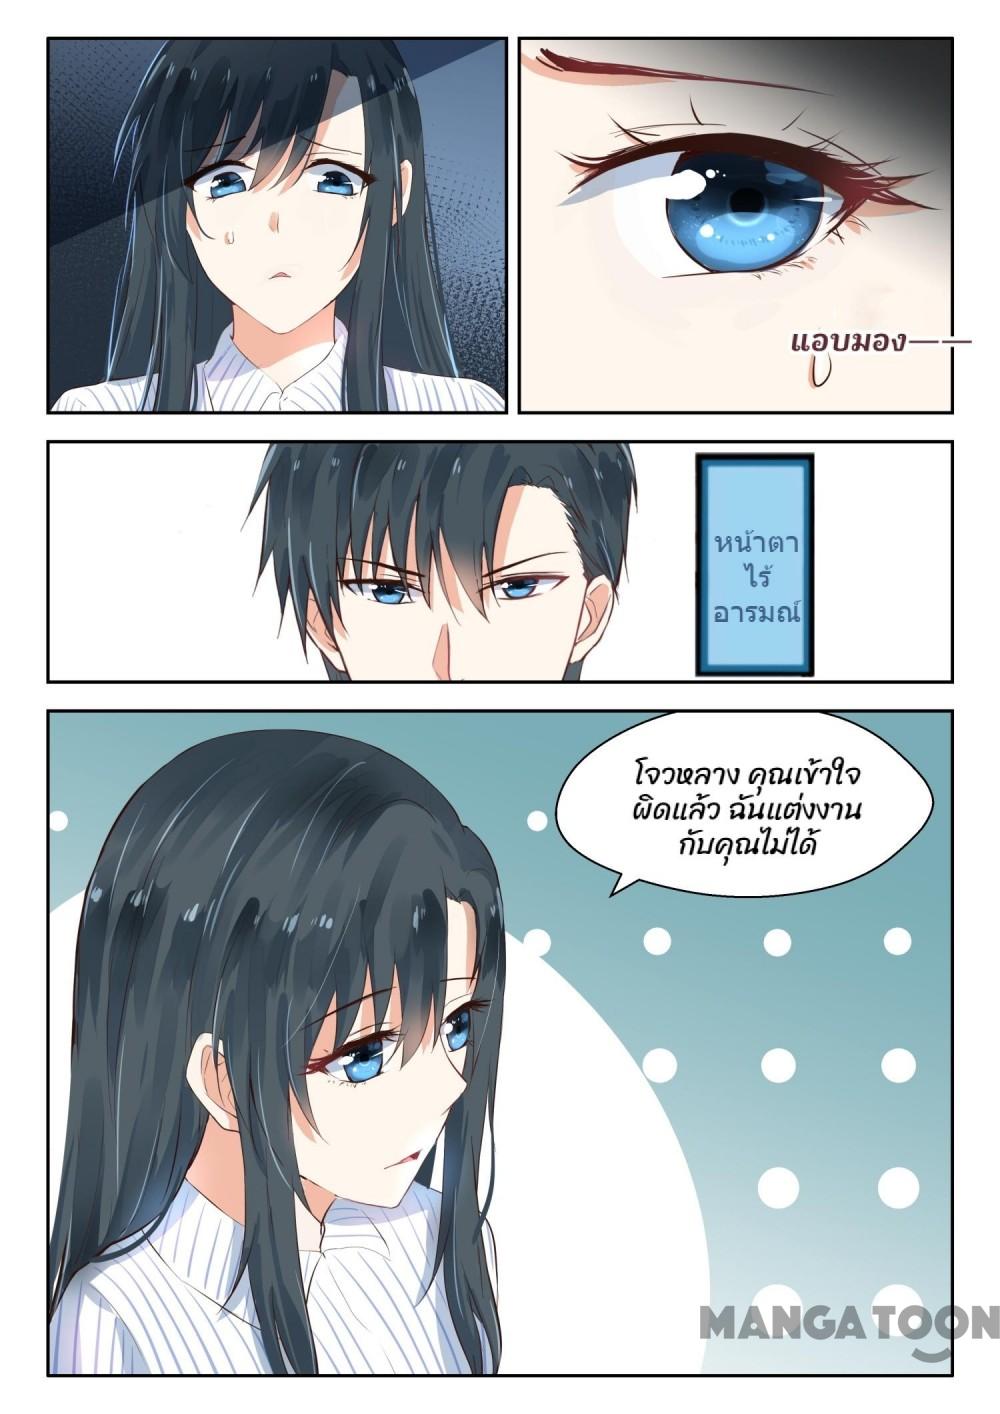 แอบมอง——
หน้าตา
ไร้
อารมณ์
โจวหลาง คุณเข้าใจ
ผิดแล้ว ฉันแต่งงาน
กับคุณไม่ได้
MANGATOON